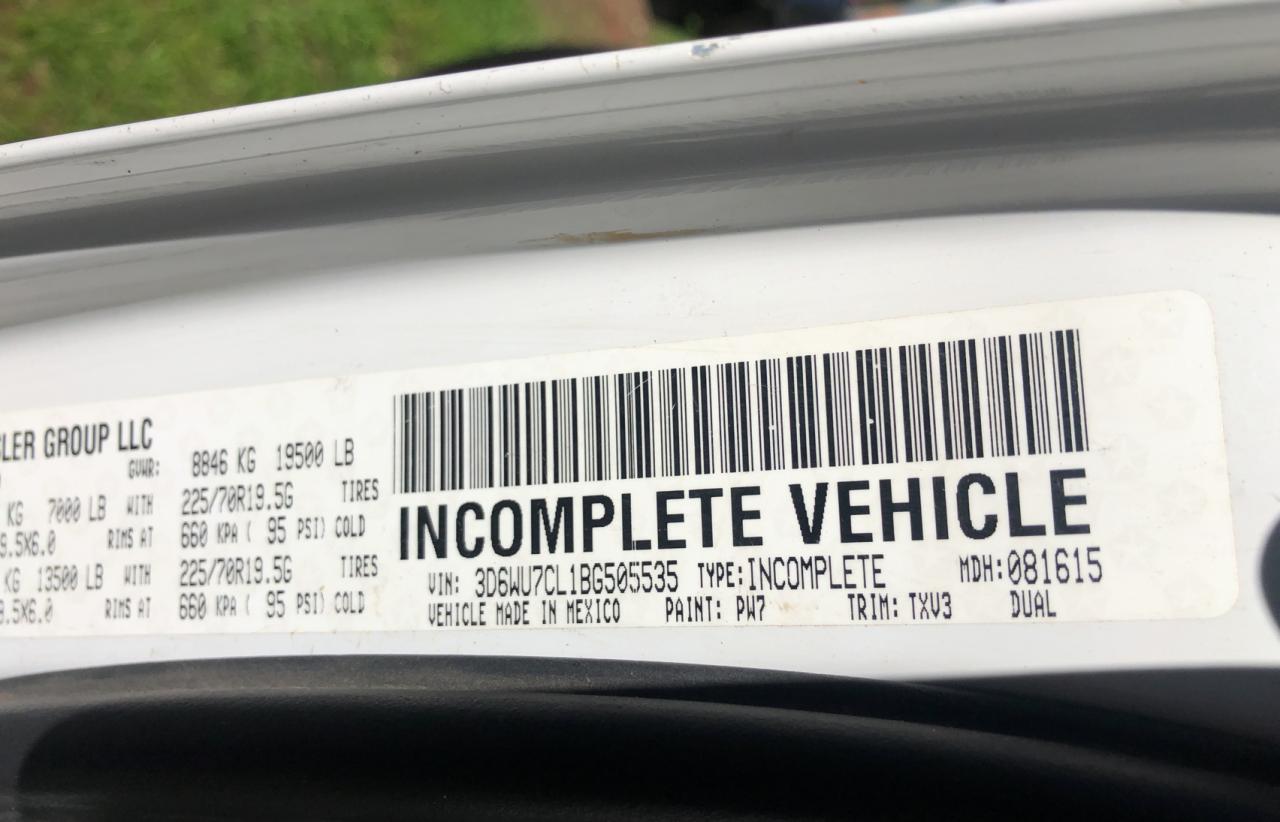 SLER GROUP LLC
GVWR: 8846 KG 19500 LB
KG 7000 LB WITH 225/70R19.5G TIRES
9.5X6.0 RIMS AT 660 KPA ( 95 PSI) COLD
KG 13500 LB WITH 225/70R19.5G TIRES
9.5X6.0 RIMS AT 660 KPA ( 95 PSI) COLD
INCOMPLETE VEHICLE
VIN: 3D6WU7CL1BG505535 TYPE: INCOMPLETE MDH: 081615
VEHICLE MADE IN MEXICO PAINT: PW7 TRIM: TXV3 DUAL